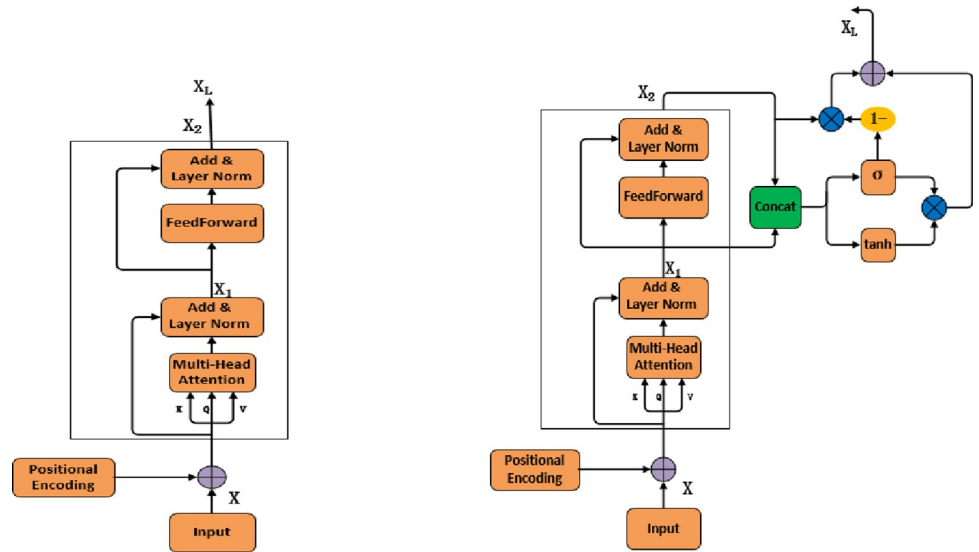 X_L
X_2
Add &
Layer Norm
FeedForward
X_1
Add &
Layer Norm
Multi-Head
Attention
K Q V
Positional
Encoding
X
Input
X_L
X_2
1-
Add &
Layer Norm
σ
FeedForward
Concat
tanh
X_1
Add &
Layer Norm
Multi-Head
Attention
K Q V
Positional
Encoding
X
Input